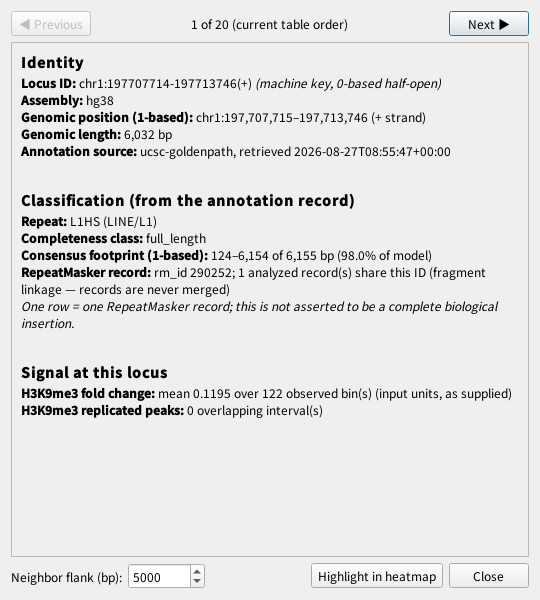 ◀ Previous
1 of 20 (current table order)
Next ▶
Identity
Locus ID: chr1:197707714-197713746(+) (machine key, 0-based half-open)
Assembly: hg38
Genomic position (1-based): chr1:197,707,715–197,713,746 (+ strand)
Genomic length: 6,032 bp
Annotation source: ucsc-goldenpath, retrieved 2026-08-27T08:55:47+00:00
Classification (from the annotation record)
Repeat: L1HS (LINE/L1)
Completeness class: full_length
Consensus footprint (1-based): 124–6,154 of 6,155 bp (98.0% of model)
RepeatMasker record: rm_id 290252; 1 analyzed record(s) share this ID (fragment
linkage — records are never merged)
One row = one RepeatMasker record; this is not asserted to be a complete biological
insertion.
Signal at this locus
H3K9me3 fold change: mean 0.1195 over 122 observed bin(s) (input units, as supplied)
H3K9me3 replicated peaks: 0 overlapping interval(s)
Neighbor flank (bp): 5000
Highlight in heatmap
Close